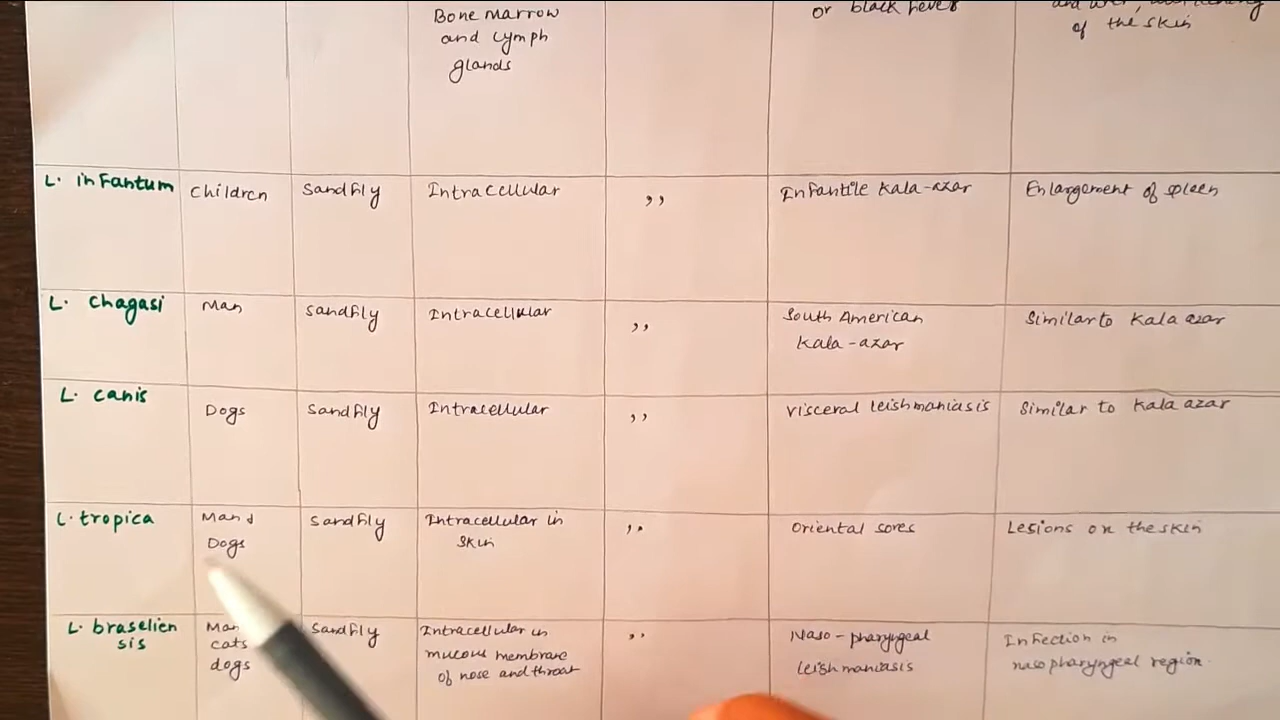 Bone marrow
and lymph
glands
or black fever
of the skin
L. infantum
Children
Sandfly
Intracellular
,,
Infantile Kala-azar
Enlargement of spleen
L. chagasi
Man
Sandfly
Intracellular
,,
South American
Kala-azar
Similar to Kala azar
L. canis
Dogs
Sandfly
Intracellular
,,
Visceral leishmaniasis
Similar to Kala azar
L. tropica
Man &
Dogs
Sandfly
Intracellular in
Skin
,,
Oriental sores
Lesions on the skin
L. braselien
sis
Man
cats
dogs
Sandfly
Intracellular in
mucous membrane
of nose and throat
,,
Naso-pharyngeal
leishmaniasis
Infection in
nasopharyngeal region.